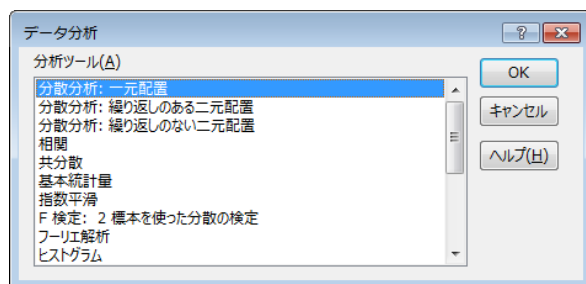 データ分析
分析ツール(A)
分散分析: 一元配置
分散分析: 繰り返しのある二元配置
分散分析: 繰り返しのない二元配置
相関
共分散
基本統計量
指数平滑
F 検定: 2 標本を使った分散の検定
フーリエ解析
ヒストグラム
OK
キャンセル
ヘルプ(H)